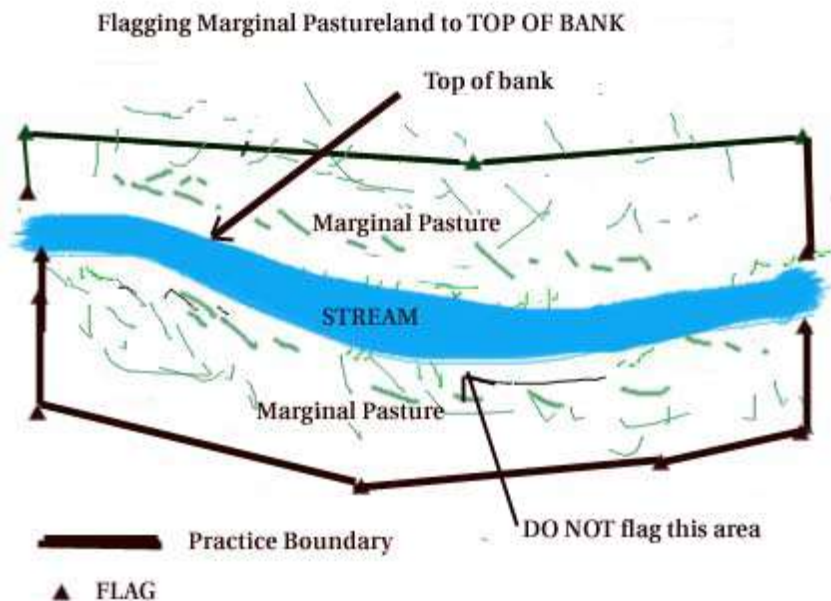 Flagging Marginal Pastureland to TOP OF BANK
Top of bank
Marginal Pasture
STREAM
Marginal Pasture
DO NOT flag this area
Practice Boundary
FLAG